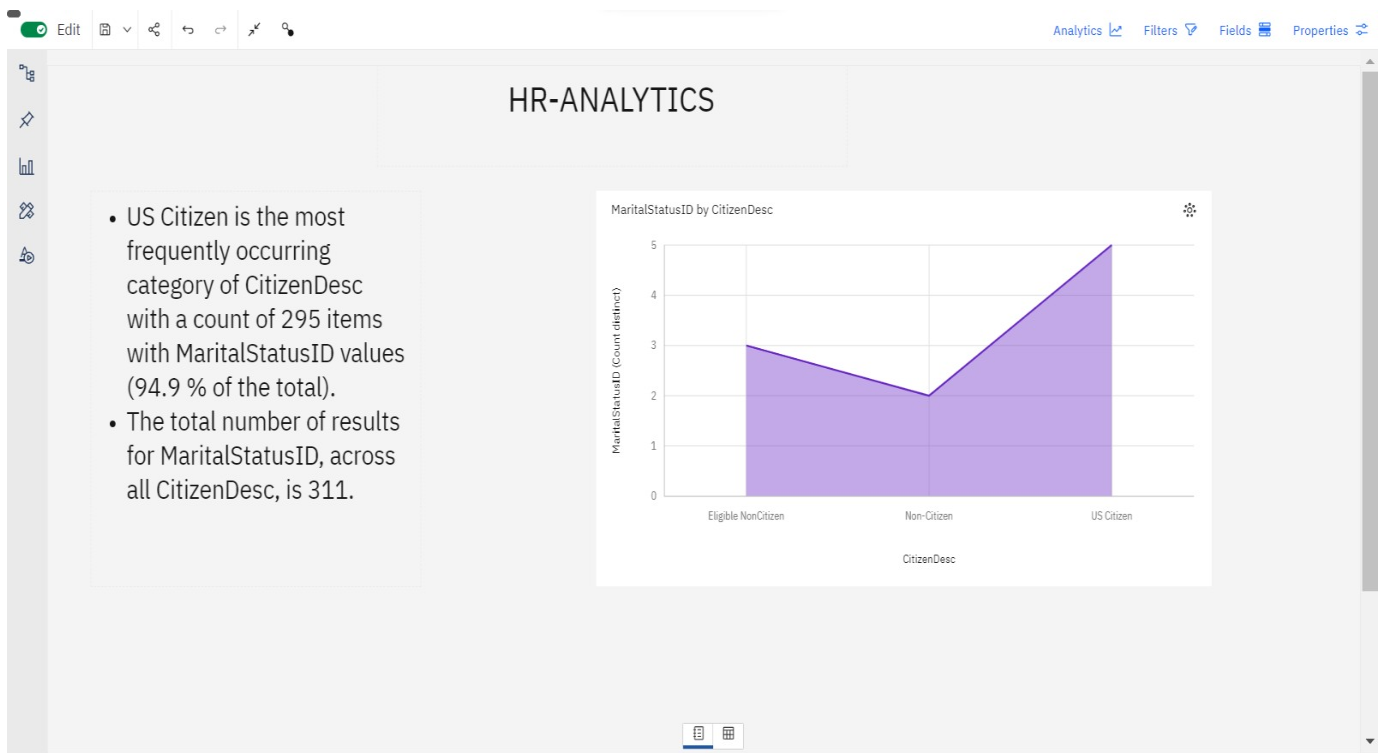 Edit
Analytics
Filters
Fields
Properties
HR-ANALYTICS
• US Citizen is the most
frequently occurring
category of CitizenDesc
with a count of 295 items
with MaritalStatusID values
(94.9 % of the total).
• The total number of results
for MaritalStatusID, across
all CitizenDesc, is 311.
MaritalStatusID by CitizenDesc
MaritalStatusID (Count distinct)
5
4
3
2
1
0
Eligible NonCitizen
Non-Citizen
US Citizen
CitizenDesc